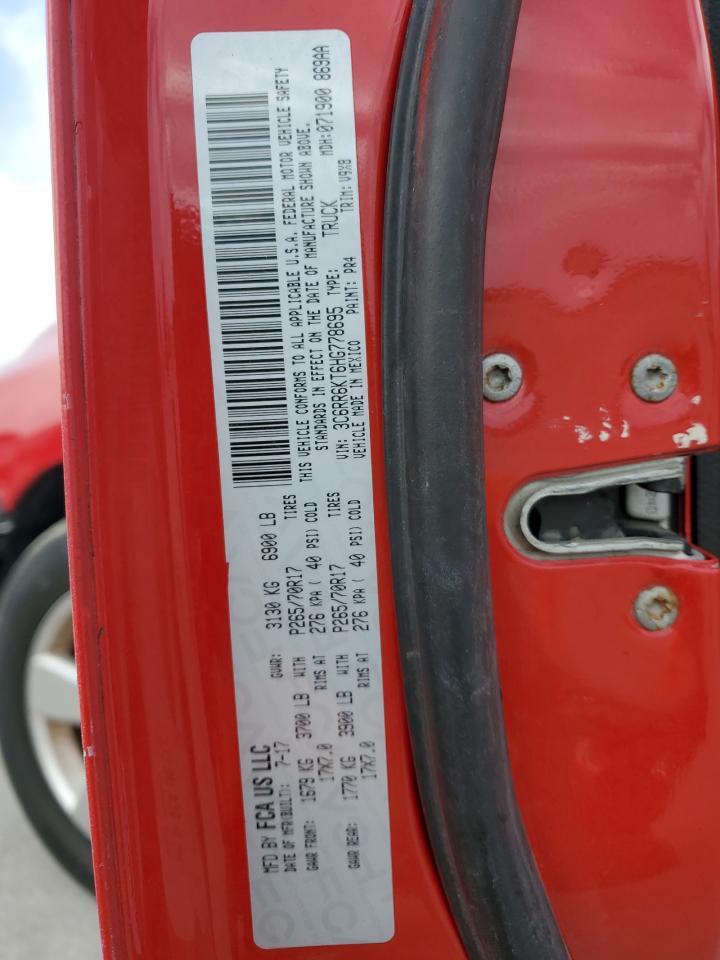 MFD BY FCA US LLC
DATE OF MFR(BUILT): 7-17 GVWR: 3130 KG 6900 LB
GAWR FRONT: 1679 KG 3700 LB WITH P265/70R17 TIRES
17X7.0 RIMS AT 276 KPA ( 40 PSI) COLD
GAWR REAR: 1770 KG 3900 LB WITH P265/70R17 TIRES
17X7.0 RIMS AT 276 KPA ( 40 PSI) COLD
THIS VEHICLE CONFORMS TO ALL APPLICABLE U.S.A. FEDERAL MOTOR VEHICLE SAFETY
STANDARDS IN EFFECT ON THE DATE OF MANUFACTURE SHOWN ABOVE.
VIN: 3C6RR6KT6HG778695 TYPE: TRUCK MDH:071900 869AA
VEHICLE MADE IN MEXICO PAINT: PR4 TRIM: V9X8